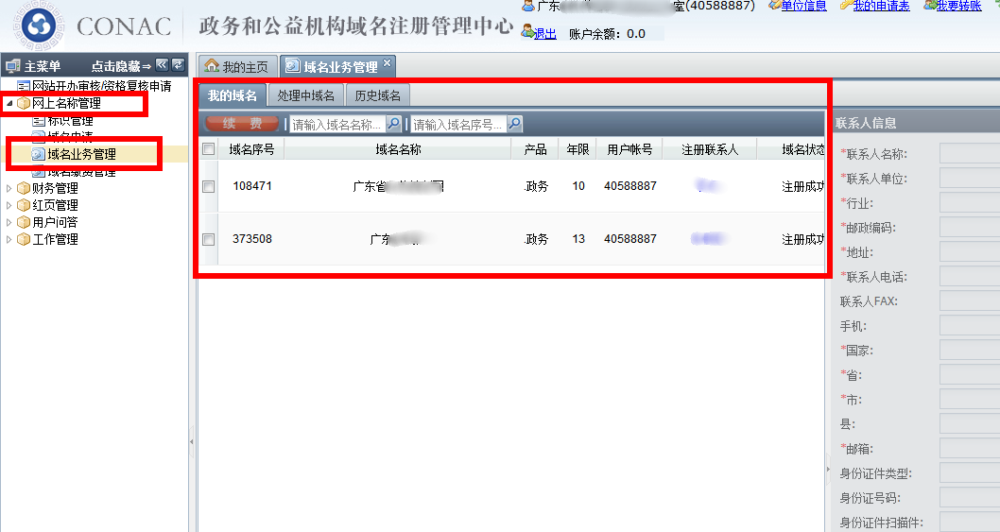 CONAC 政务和公益机构域名注册管理中心
广东 室(40588887) 单位信息 我的申请表 我要转账
退出 账户余额: 0.0
主菜单 点击隐藏⇒
网站开办审核/资格复核申请
网上名称管理
标识管理
域名申请
域名业务管理
域名缴费管理
财务管理
红页管理
用户问答
工作管理
我的主页 域名业务管理
我的域名 处理中域名 历史域名
续 费 请输入域名名称... 请输入域名序号...
域名序号 域名名称 产品 年限 用户帐号 注册联系人 域名状态
108471 广东省 政务 10 40588887 注册成功
373508 广东 政务 13 40588887 注册成功
联系人信息
*联系人名称:
*联系人单位:
*行业:
*邮政编码:
*地址:
*联系人电话:
联系人FAX:
手机:
*国家:
*省:
*市:
县:
*邮箱:
身份证件类型:
身份证号码:
身份证件扫描件: